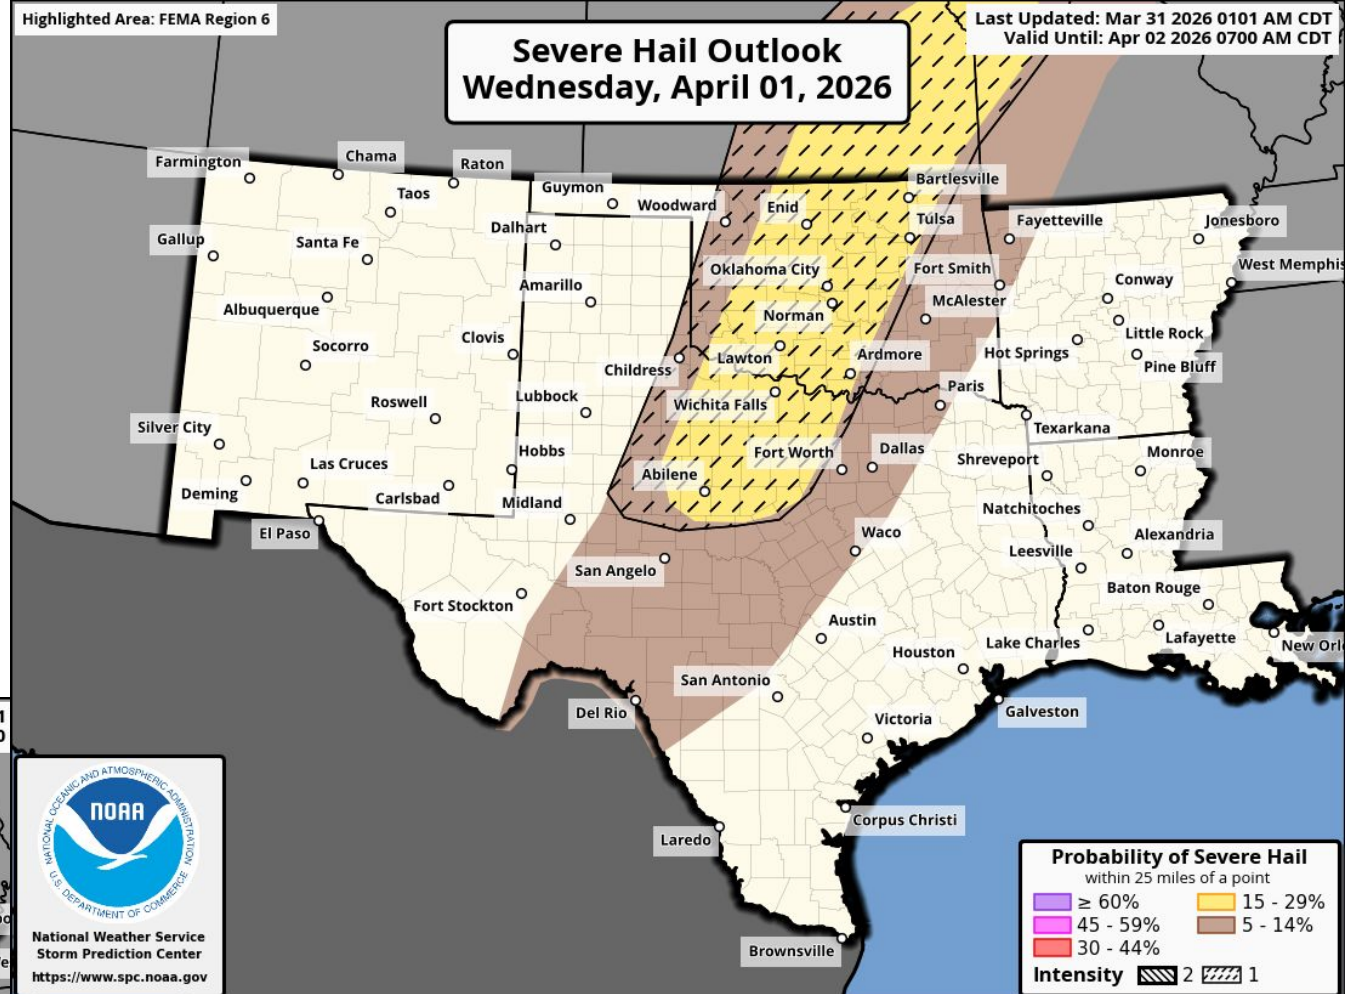 Highlighted Area: FEMA Region 6
Severe Hail Outlook
Wednesday, April 01, 2026
Last Updated: Mar 31 2026 0101 AM CDT
Valid Until: Apr 02 2026 0700 AM CDT
Farmington
Chama
Raton
Taos
Guymon
Woodward
Enid
Bartlesville
Tulsa
Fayetteville
Jonesboro
Gallup
Santa Fe
Dalhart
Oklahoma City
Fort Smith
West Memphis
Amarillo
Conway
Albuquerque
Norman
McAlester
Socorro
Clovis
Childress
Lawton
Ardmore
Hot Springs
Little Rock
Pine Bluff
Roswell
Lubbock
Wichita Falls
Paris
Silver City
Texarkana
Las Cruces
Hobbs
Abilene
Fort Worth
Dallas
Shreveport
Monroe
Deming
Carlsbad
Midland
Natchitoches
El Paso
San Angelo
Waco
Leesville
Alexandria
Fort Stockton
Austin
Baton Rouge
Houston
Lake Charles
Lafayette
New Orl
San Antonio
Del Rio
Victoria
Galveston
Laredo
Corpus Christi
Brownsville
NATIONAL OCEANIC AND ATMOSPHERIC ADMINISTRATION
NOAA
U.S. DEPARTMENT OF COMMERCE
National Weather Service
Storm Prediction Center
https://www.spc.noaa.gov
Probability of Severe Hail
within 25 miles of a point
≥ 60% 15 - 29%
45 - 59% 5 - 14%
30 - 44%
Intensity 2 1